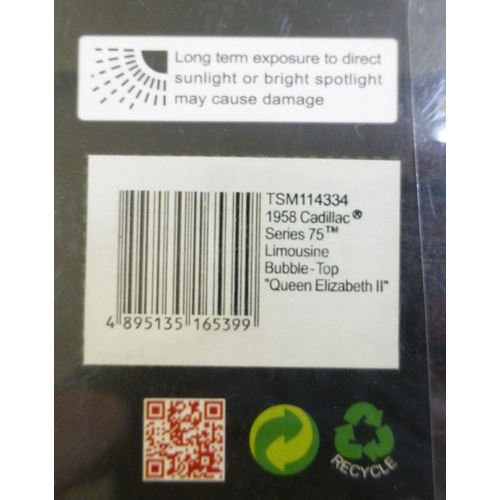 Long term exposure to direct
sunlight or bright spotlight
may cause damage
TSM114334
1958 Cadillac®
Series 75™
Limousine
Bubble-Top
"Queen Elizabeth II"
4 895135 165399
RECYCLE